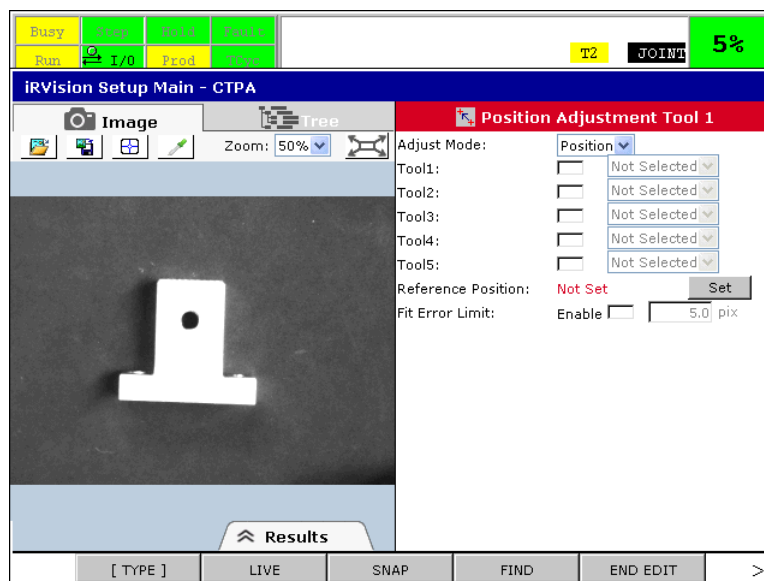 Busy Step Hold Fault
Run I/0 Prod TCyc T2 JOINT 5%
iRVision Setup Main - CTPA
Image Tree Position Adjustment Tool 1
Zoom: 50%
Adjust Mode: Position
Tool1: Not Selected
Tool2: Not Selected
Tool3: Not Selected
Tool4: Not Selected
Tool5: Not Selected
Reference Position: Not Set Set
Fit Error Limit: Enable 5.0 pix
Results
[ TYPE ] LIVE SNAP FIND END EDIT >